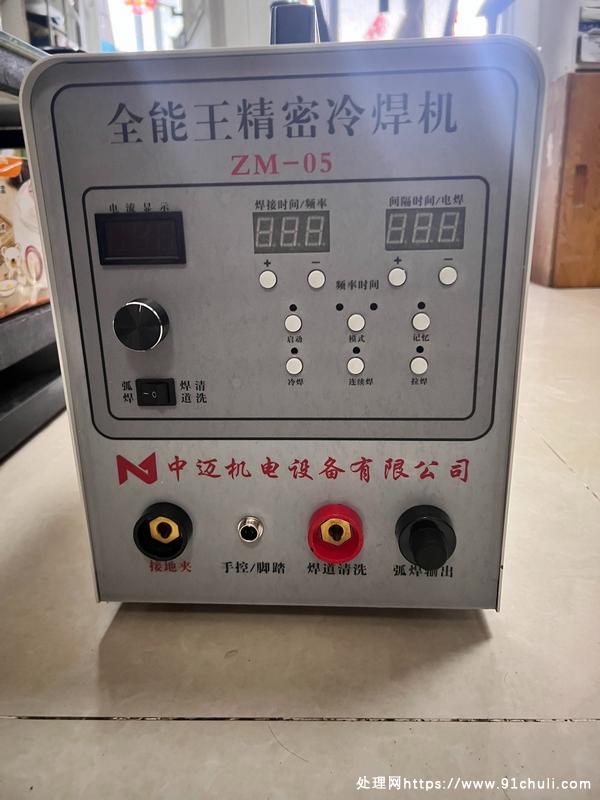 全能王精密冷焊机
ZM-05
电流显示
焊接时间/频率
间隔时间/电焊
+ − + −
频率时间
启动 模式 记忆
冷焊 连续焊 拉焊
弧焊 焊道清洗
中迈机电设备有限公司
接地夹 手控/脚踏 焊道清洗 弧焊输出
处理网https://www.91chuli.com